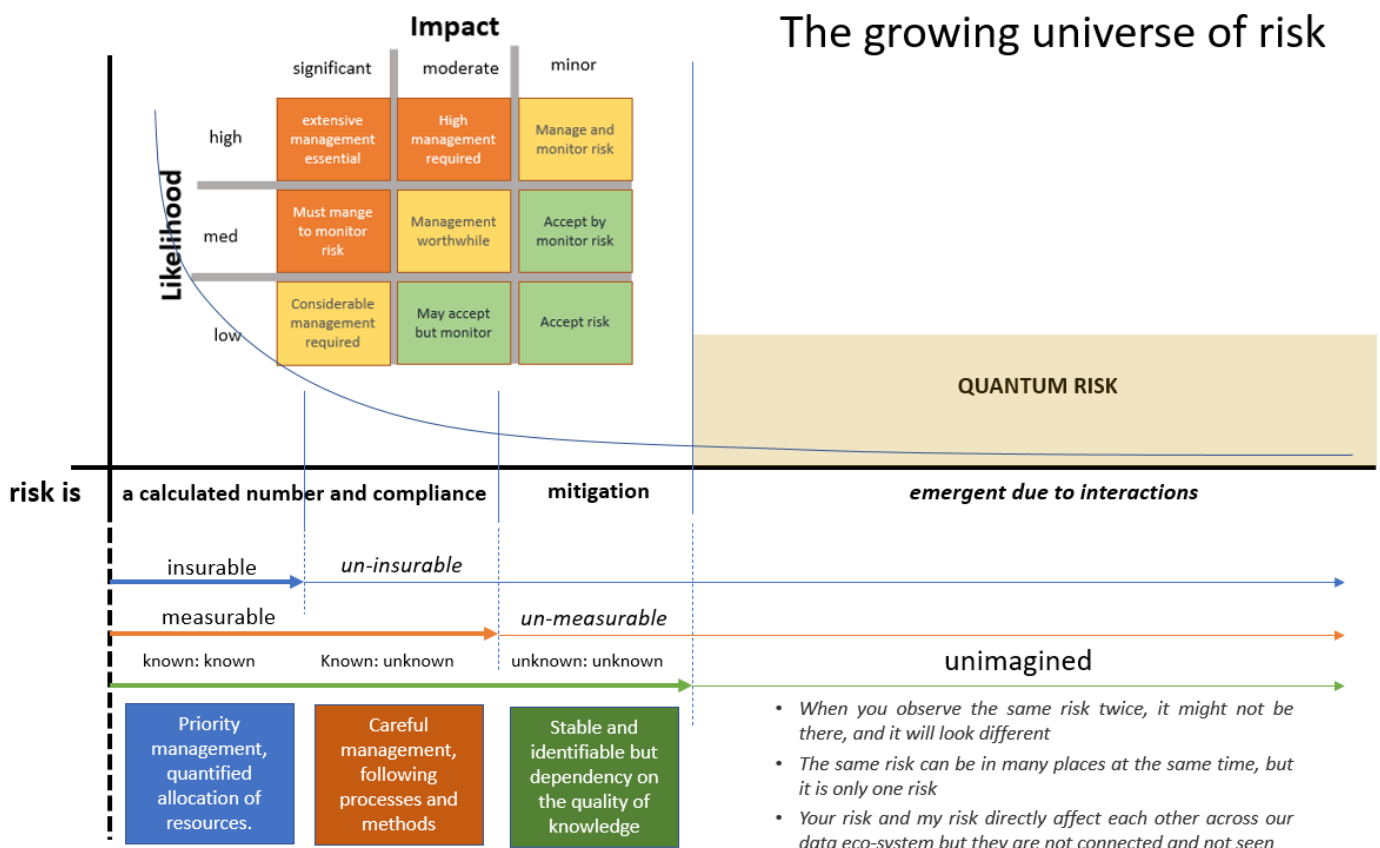 The growing universe of risk
Impact
significant
moderate
minor
Likelihood
high
extensive
management
essential
High
management
required
Manage and
monitor risk
med
Must mange
to monitor
risk
Management
worthwhile
Accept by
monitor risk
low
Considerable
management
required
May accept
but monitor
Accept risk
QUANTUM RISK
risk is
a calculated number and compliance
mitigation
emergent due to interactions
insurable
un-insurable
measurable
un-measurable
known: known
Known: unknown
unknown: unknown
unimagined
Priority
management,
quantified
allocation of
resources.
Careful
management,
following
processes and
methods
Stable and
identifiable but
dependency on
the quality of
knowledge
• When you observe the same risk twice, it might not be
there, and it will look different
• The same risk can be in many places at the same time, but
it is only one risk
• Your risk and my risk directly affect each other across our
data eco-system but they are not connected and not seen